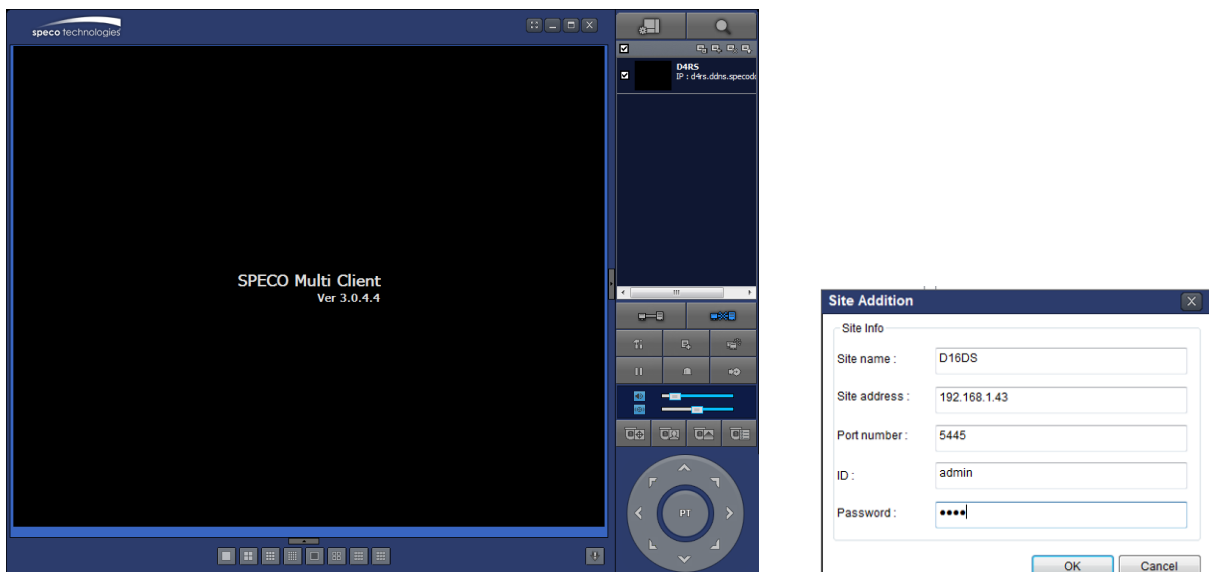 speco technologies
D4RS
IP : d4rs.ddns.specod
SPECO Multi Client
Ver 3.0.4.4
PT
Site Addition
Site Info
Site name :
D16DS
Site address :
192.168.1.43
Port number :
5445
ID :
admin
Password :
••••
OK
Cancel